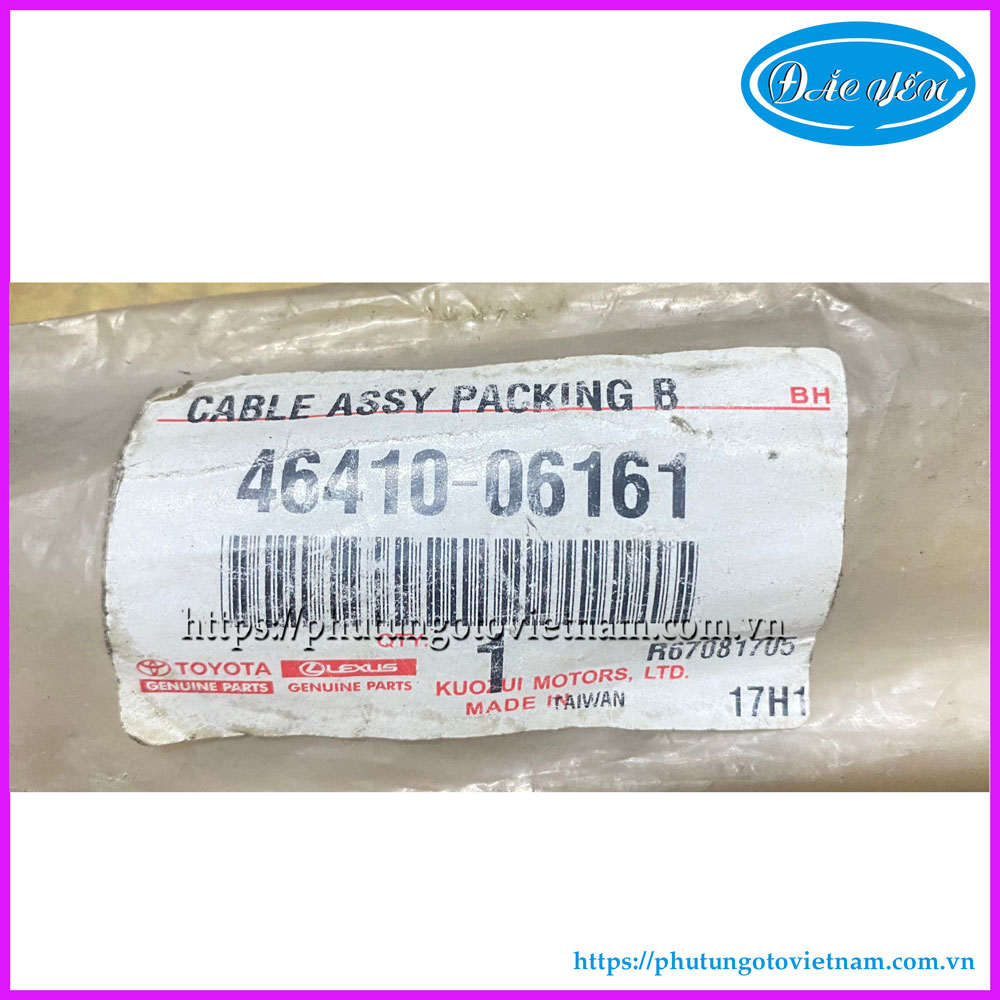 ĐẮC YẾN
CABLE ASSY PACKING B
BH
46410-06161
https://phutungotovietnam.com.vn
QTY.
1
R67081705
TOYOTA
GENUINE PARTS
LEXUS
GENUINE PARTS
KUOZUI MOTORS, LTD.
MADE IN TAIWAN
17H1
https://phutungotovietnam.com.vn